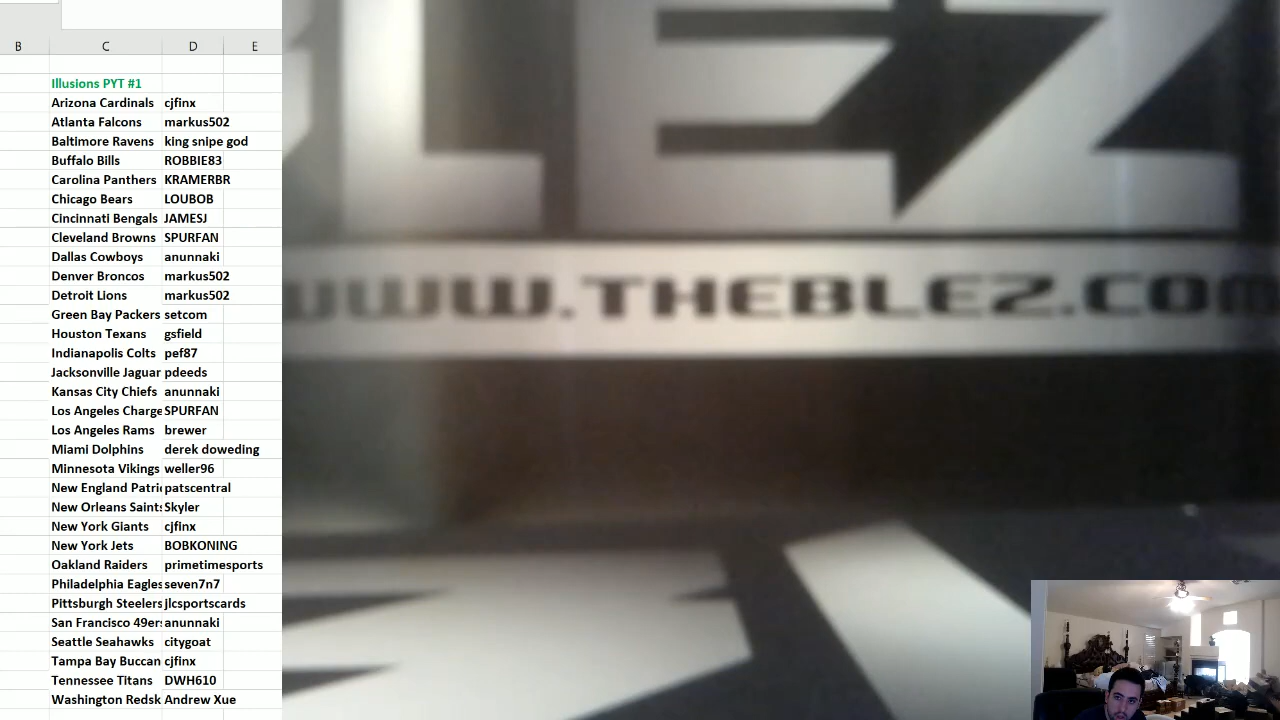 B C D E
Illusions PYT #1
Arizona Cardinals cjfinx
Atlanta Falcons markus502
Baltimore Ravens king snipe god
Buffalo Bills ROBBIE83
Carolina Panthers KRAMERBR
Chicago Bears LOUBOB
Cincinnati Bengals JAMESJ
Cleveland Browns SPURFAN
Dallas Cowboys anunnaki
Denver Broncos markus502
Detroit Lions markus502
Green Bay Packers setcom
Houston Texans gsfield
Indianapolis Colts pef87
Jacksonville Jaguar pdeeds
Kansas City Chiefs anunnaki
Los Angeles Charge SPURFAN
Los Angeles Rams brewer
Miami Dolphins derek doweding
Minnesota Vikings weller96
New England Patri patscentral
New Orleans Saints Skyler
New York Giants cjfinx
New York Jets BOBKONING
Oakland Raiders primetimesports
Philadelphia Eagles seven7n7
Pittsburgh Steelers jlcsportscards
San Francisco 49er anunnaki
Seattle Seahawks citygoat
Tampa Bay Buccan cjfinx
Tennessee Titans DWH610
Washington Redsk Andrew Xue
LEZ
WWW.THEBLEZ.COM